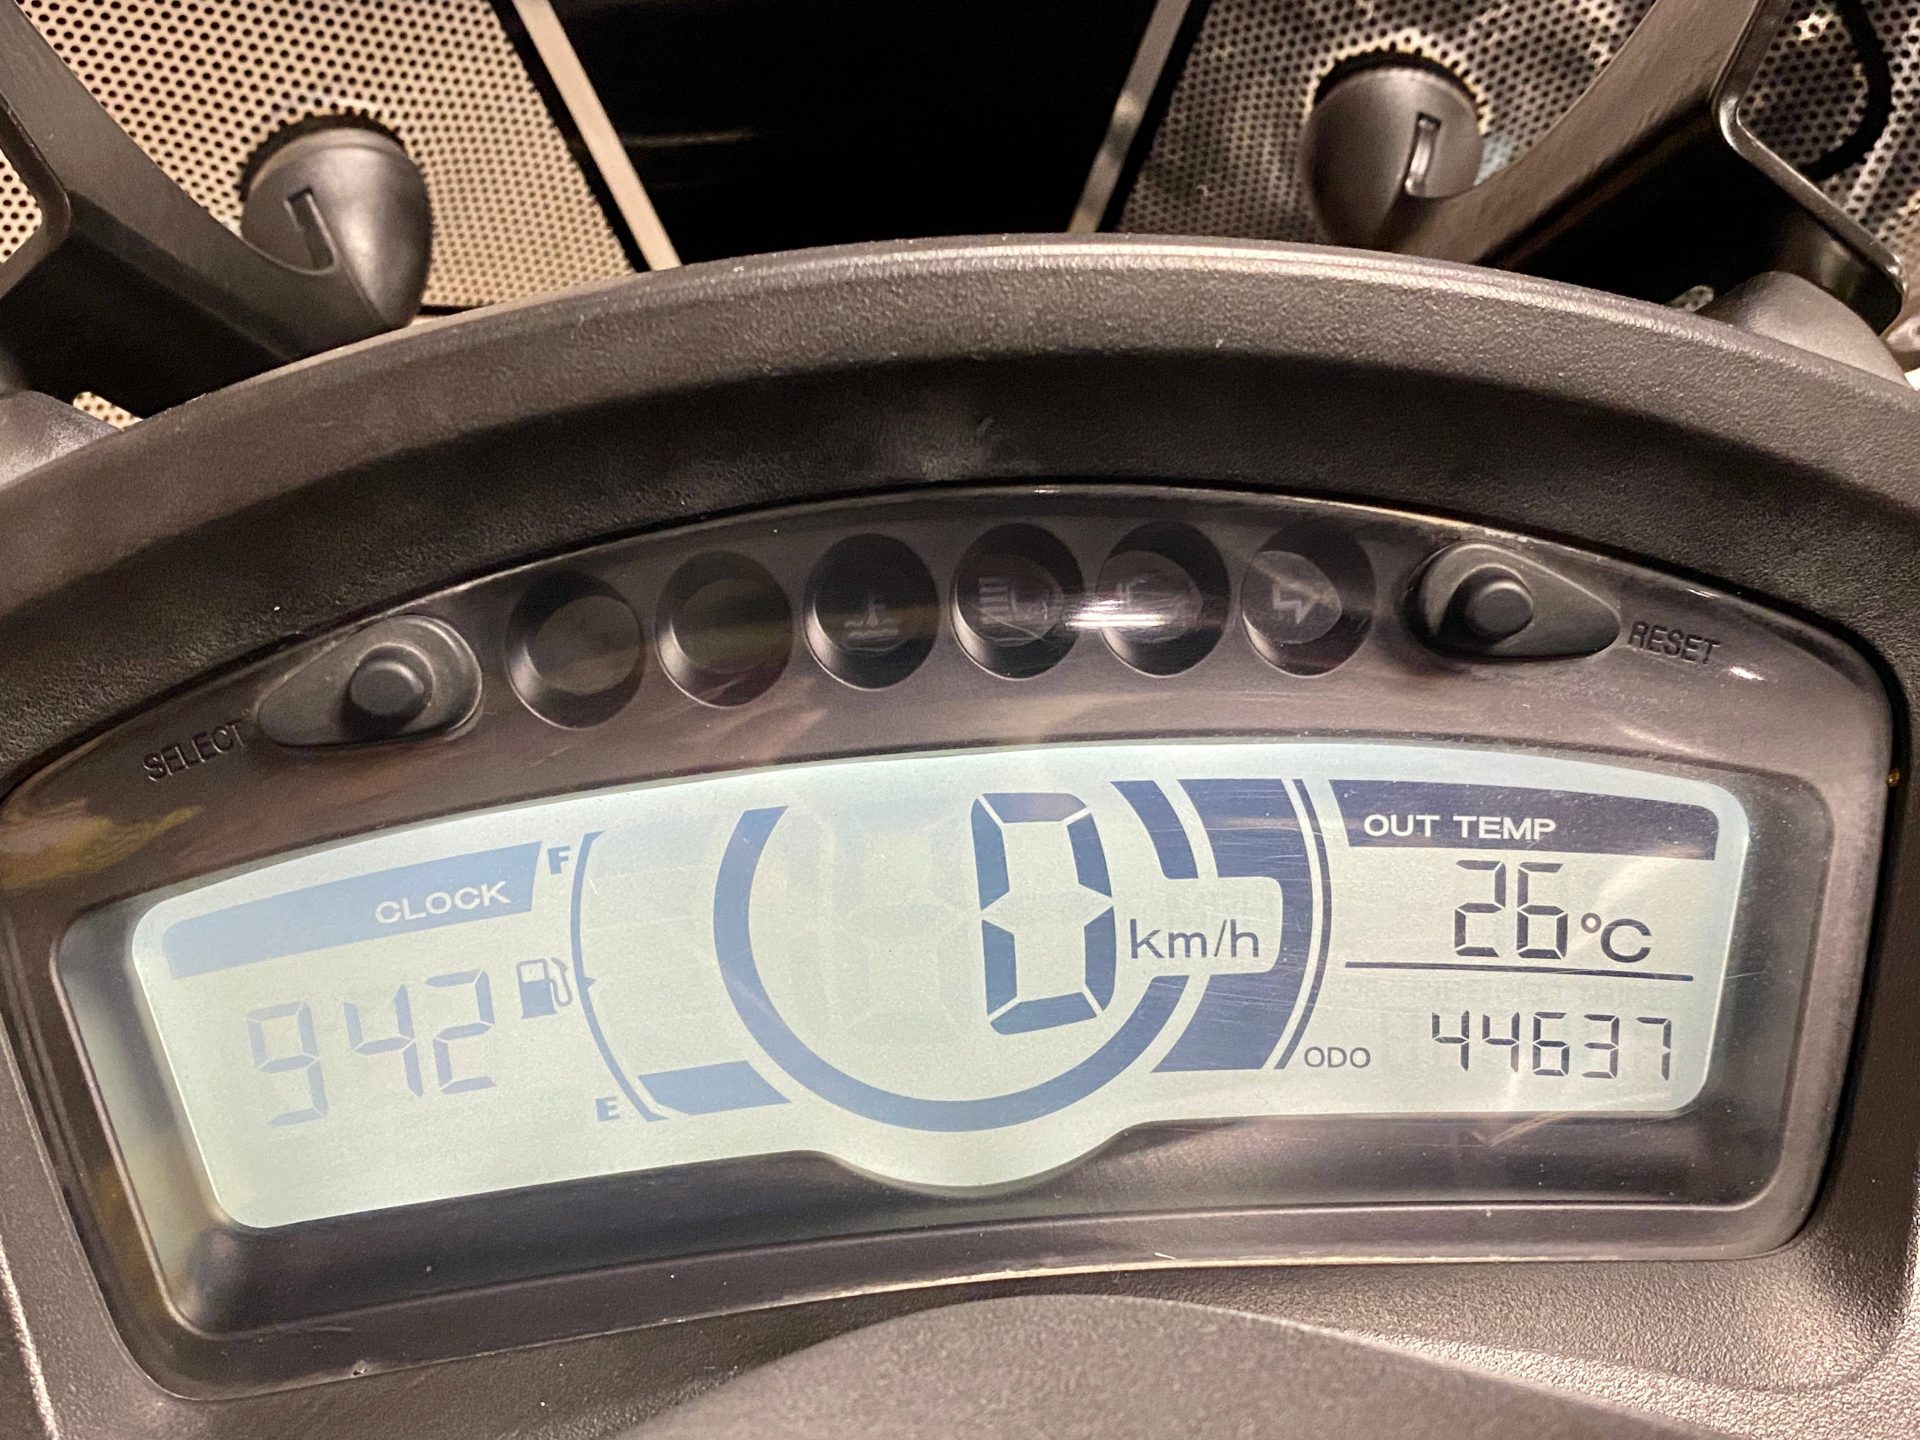 SELECT
RESET
CLOCK
942
F
E
0
km/h
OUT TEMP
26°C
ODO 44637